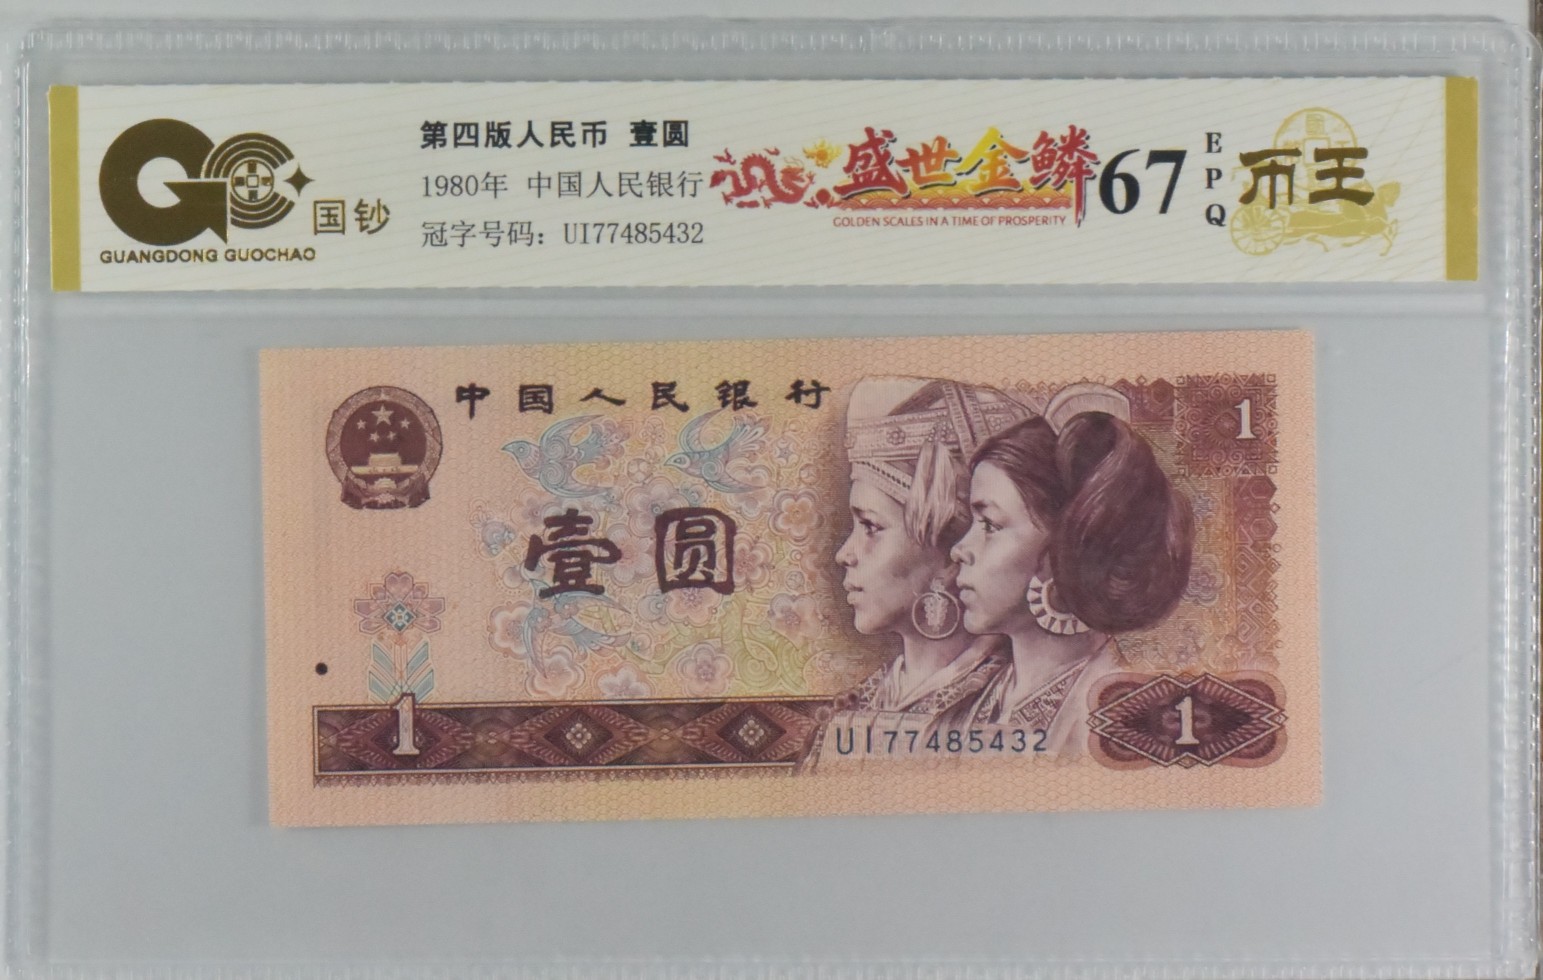 国钞
GUANGDONG GUOCHAO
第四版人民币 壹圆
1980年 中国人民银行
冠字号码：UI77485432
盛世金鳞
GOLDEN SCALES IN A TIME OF PROSPERITY
67
EPQ
币王
中国人民银行
1
壹圆
1
UI77485432
1